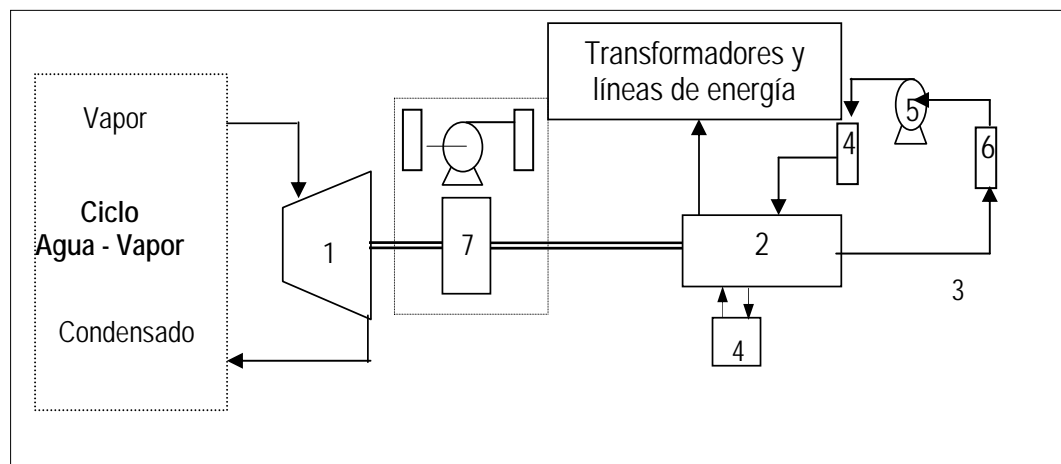 Transformadores y
líneas de energía
Vapor
Ciclo
Agua - Vapor
Condensado
1
7
2
4
5
6
3
4